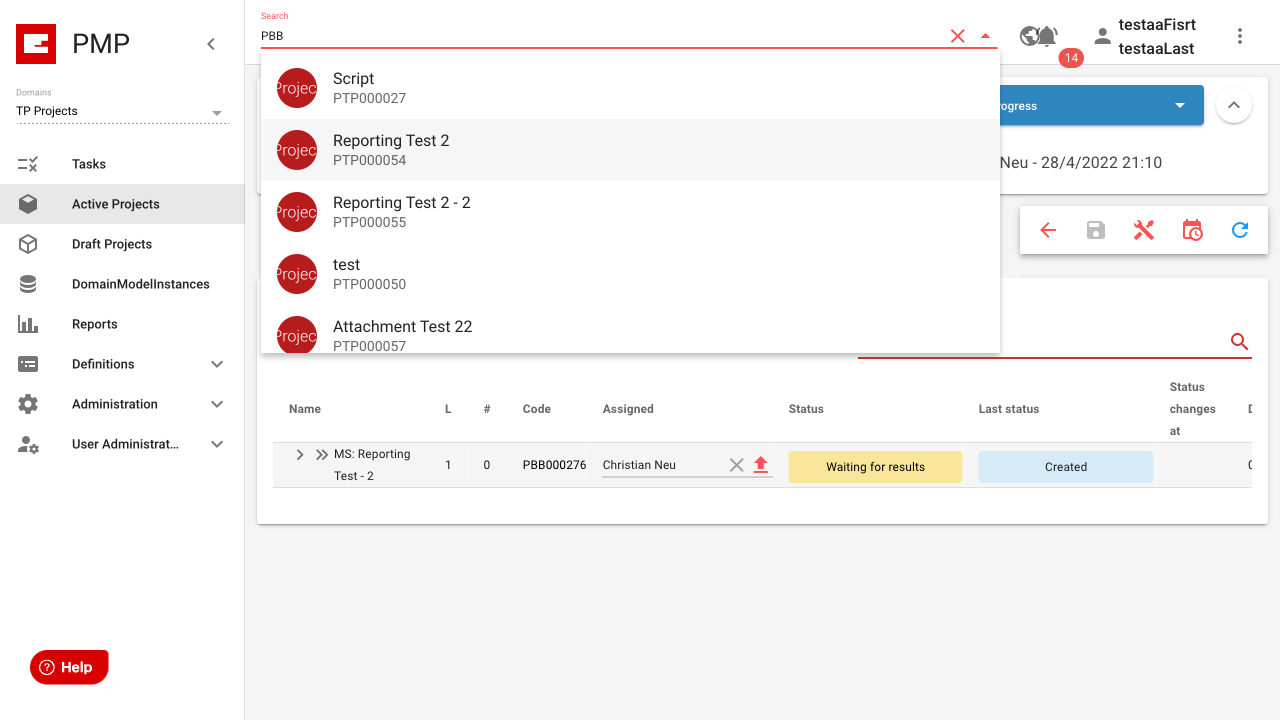 PMP
Domains
TP Projects
Tasks
Active Projects
Draft Projects
DomainModelInstances
Reports
Definitions
Administration
User Administrat...
Help
Search
PBB
14
testaaFisrt
testaaLast
Projec
Script
PTP000027
Projec
Reporting Test 2
PTP000054
Projec
Reporting Test 2 - 2
PTP000055
Projec
test
PTP000050
Projec
Attachment Test 22
PTP000057
ogress
Neu - 28/4/2022 21:10
Name
L
#
Code
Assigned
Status
Last status
Status
changes
at
MS: Reporting
Test - 2
1
0
PBB000276
Christian Neu
Waiting for results
Created